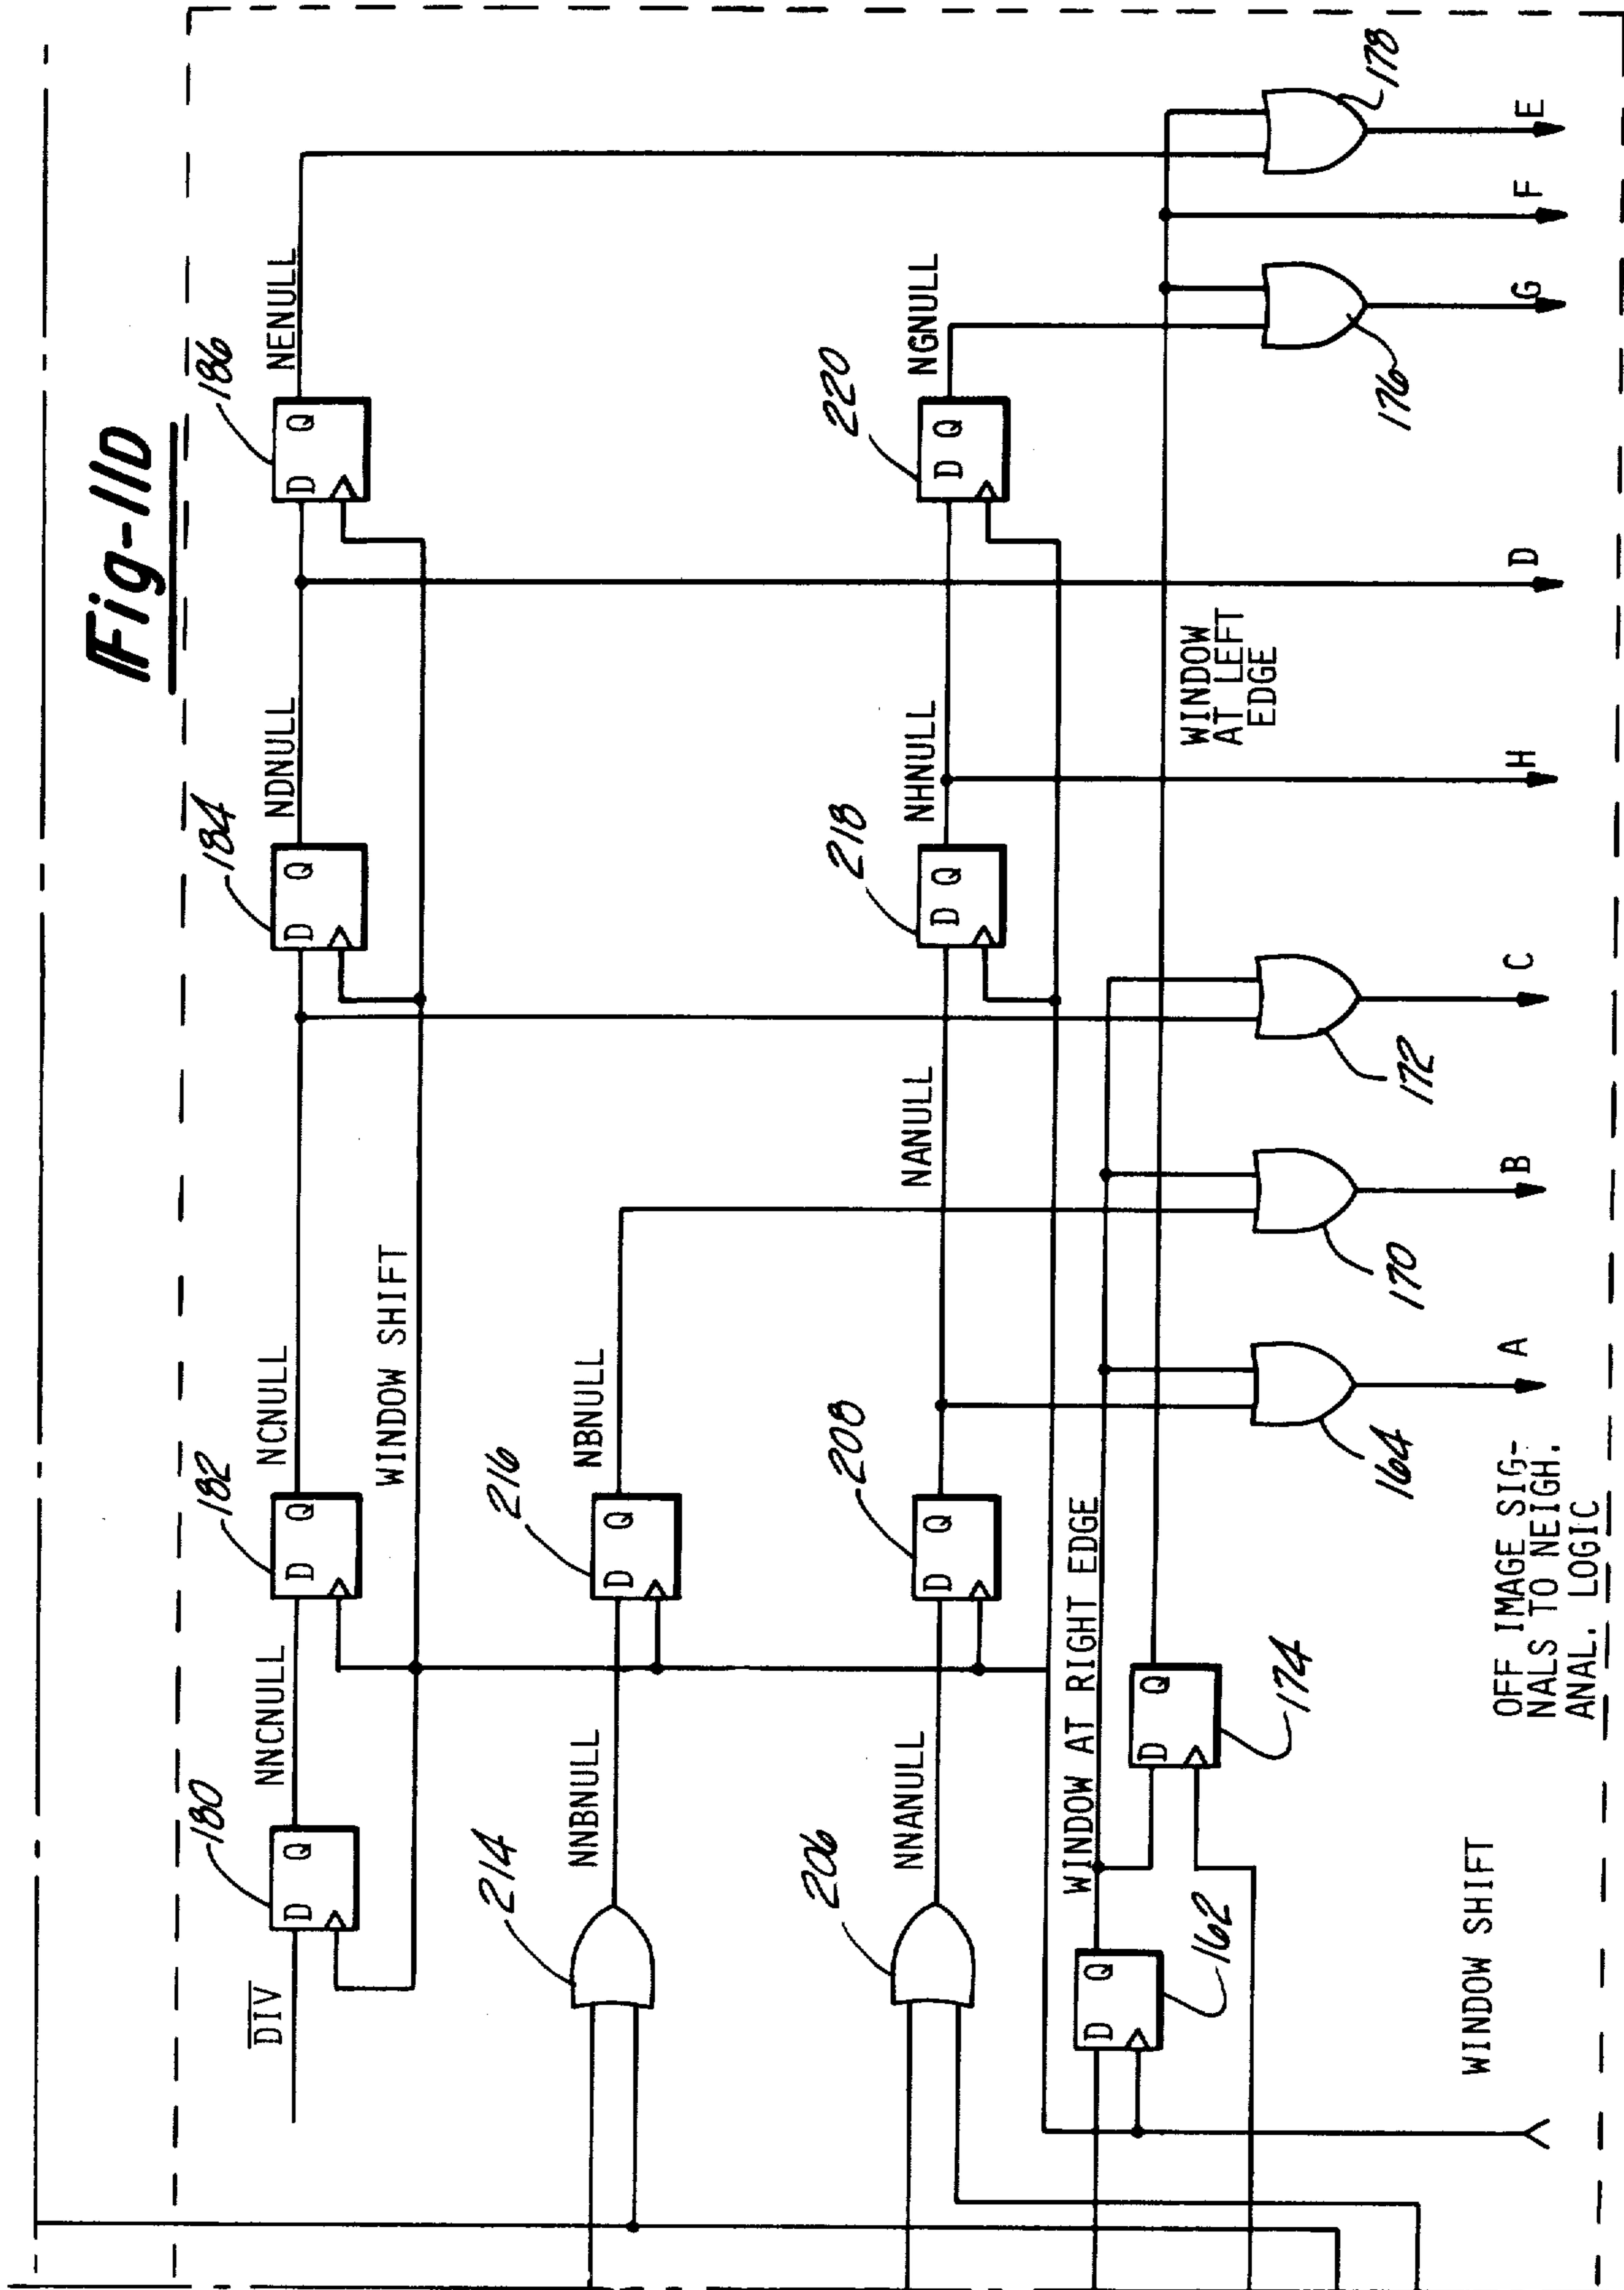 Fig-11D
186
NENULL
178
184
NDNULL
D Q
182
NCNULL
D Q
180
NNCNULL
D Q
D Q
DIV
WINDOW SHIFT
216
NBNULL
D Q
214
NNBNULL
220
NGNULL
D Q
218
NHNULL
D Q
208
NANULL
D Q
206
NNANULL
WINDOW AT RIGHT EDGE
WINDOW
AT LEFT
EDGE
162
D Q
174
D Q
164
170
172
176
WINDOW SHIFT
OFF IMAGE SIG-
NALS TO NEIGH.
ANAL. LOGIC
A
B
C
H
D
G
F
E